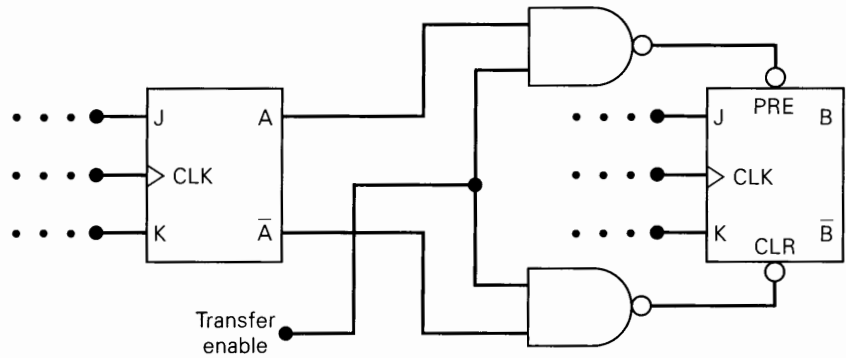 J A
CLK
K A̅
Transfer
enable
PRE
J B
CLK
K B̅
CLR